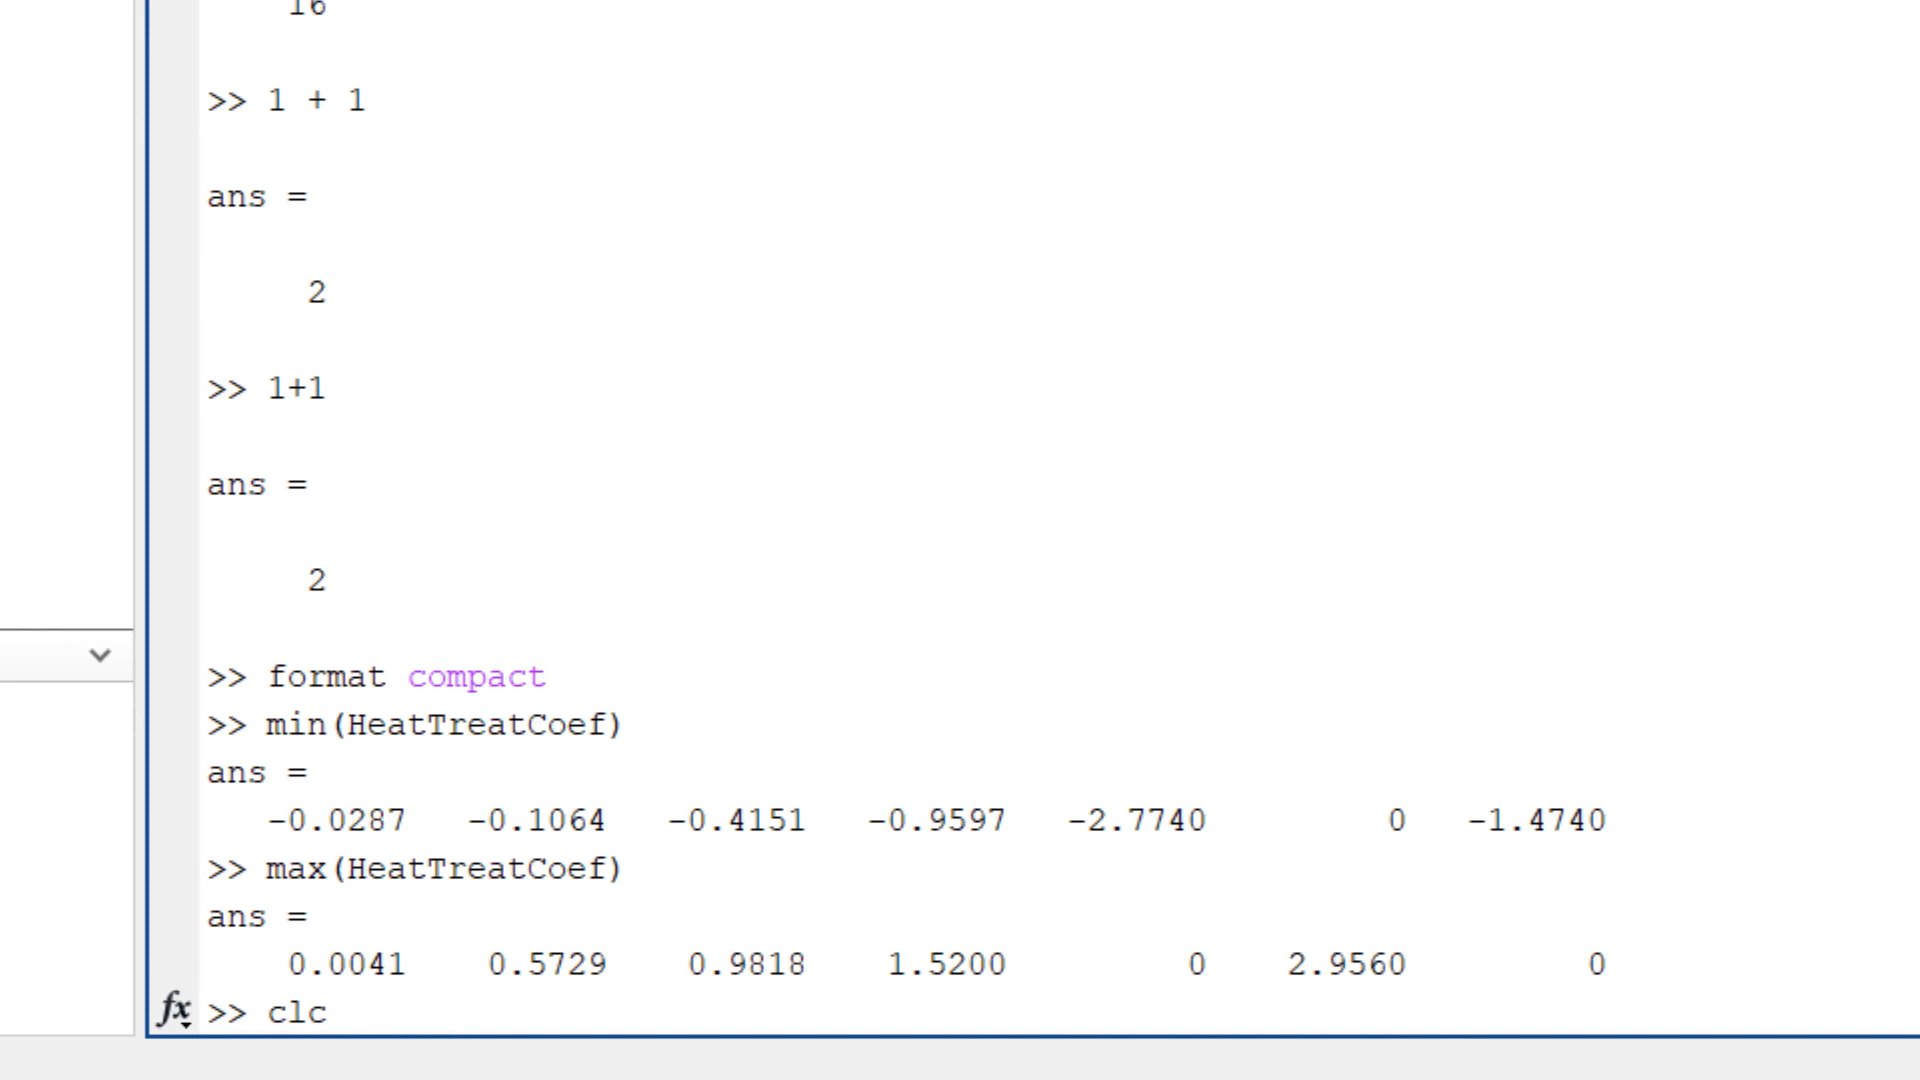 16
>> 1 + 1
ans =
2
>> 1+1
ans =
2
>> format compact
>> min(HeatTreatCoef)
ans =
-0.0287 -0.1064 -0.4151 -0.9597 -2.7740 0 -1.4740
>> max(HeatTreatCoef)
ans =
0.0041 0.5729 0.9818 1.5200 0 2.9560 0
fx >> clc